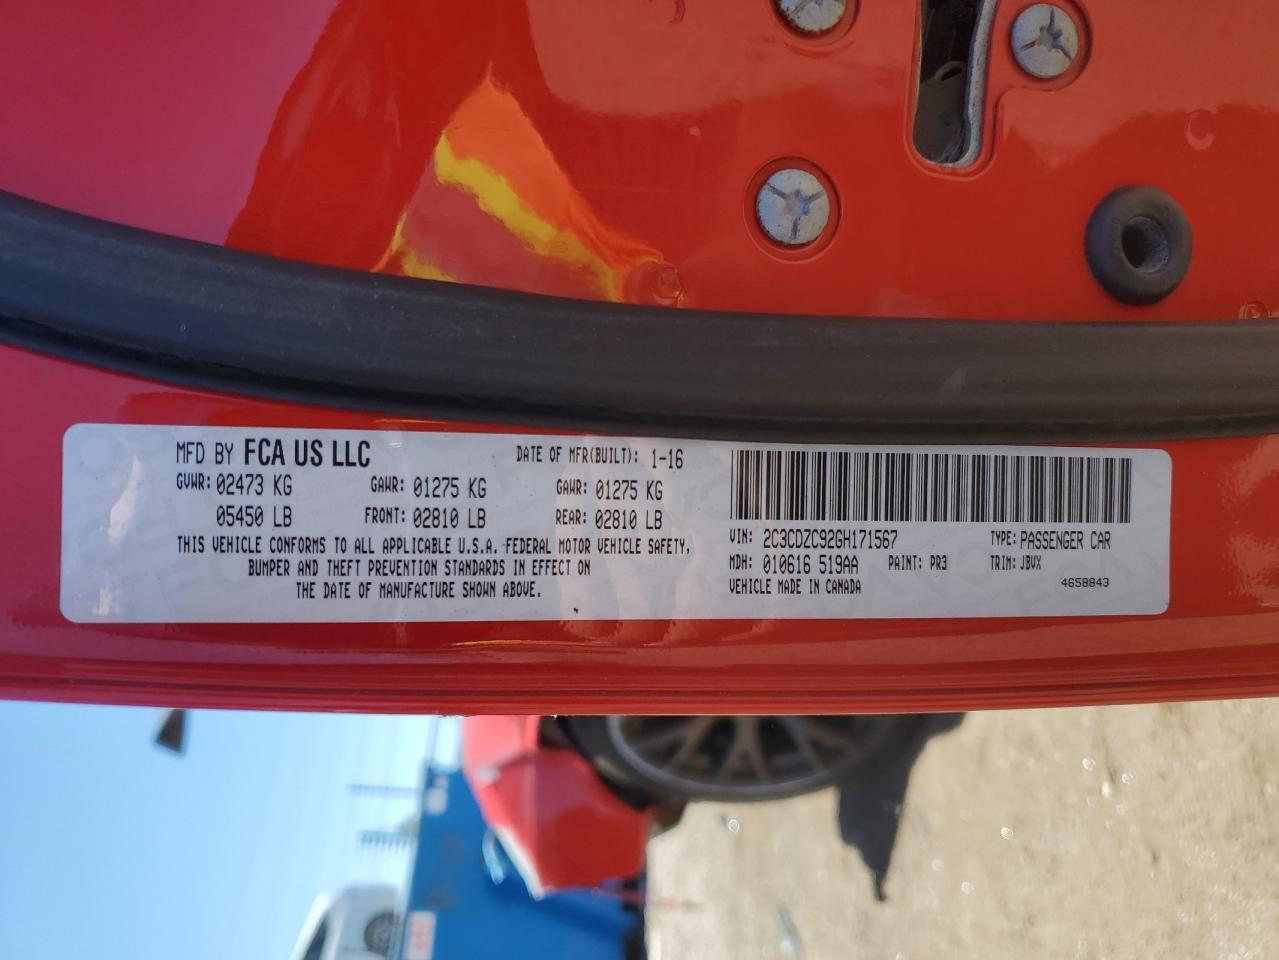 MFD BY FCA US LLC DATE OF MFR(BUILT): 1-16
GVWR: 02473 KG GAWR: 01275 KG GAWR: 01275 KG
05450 LB FRONT: 02810 LB REAR: 02810 LB
THIS VEHICLE CONFORMS TO ALL APPLICABLE U.S.A. FEDERAL MOTOR VEHICLE SAFETY,
BUMPER AND THEFT PREVENTION STANDARDS IN EFFECT ON
THE DATE OF MANUFACTURE SHOWN ABOVE.
VIN: 2C3CDZC92GH171567 TYPE: PASSENGER CAR
MDH: 010616 519AA PAINT: PR3 TRIM: JBVX
VEHICLE MADE IN CANADA 4658843